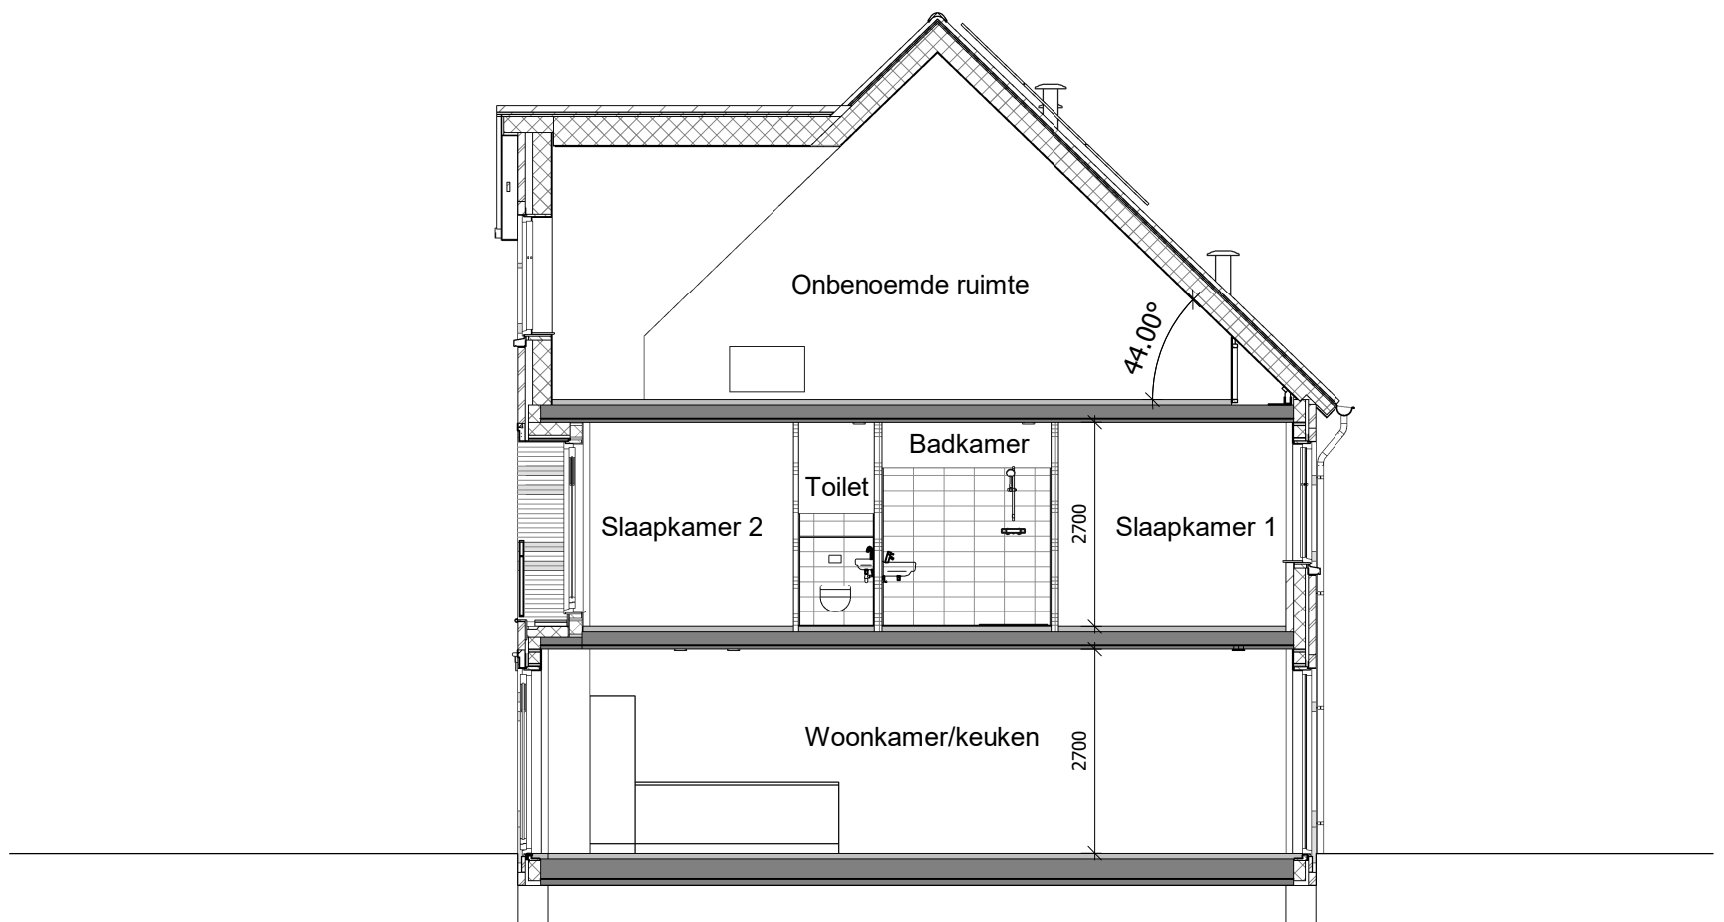 Onbenoemde ruimte
44.00°
Badkamer
Toilet
Slaapkamer 2
2700
Slaapkamer 1
Woonkamer/keuken
2700